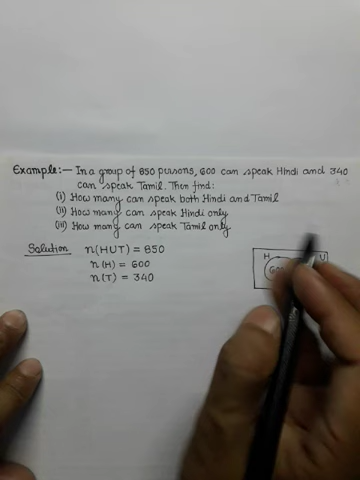 Example:— In a group of 850 persons, 600 can speak Hindi and 340
can speak Tamil. Then find:
(i) How many can speak both Hindi and Tamil
(ii) How many can speak Hindi only
(iii) How many can speak Tamil only.
Solution n(HUT) = 850
n(H) = 600
n(T) = 340
H U